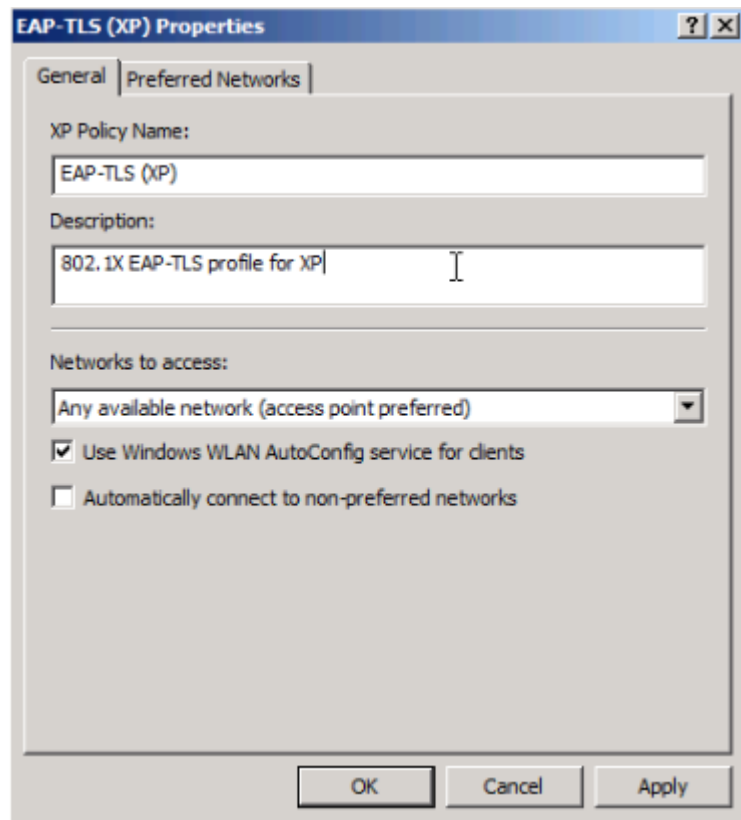 EAP-TLS (XP) Properties
General
Preferred Networks
XP Policy Name:
EAP-TLS (XP)
Description:
802.1X EAP-TLS profile for XP
Networks to access:
Any available network (access point preferred)
Use Windows WLAN AutoConfig service for clients
Automatically connect to non-preferred networks
OK
Cancel
Apply